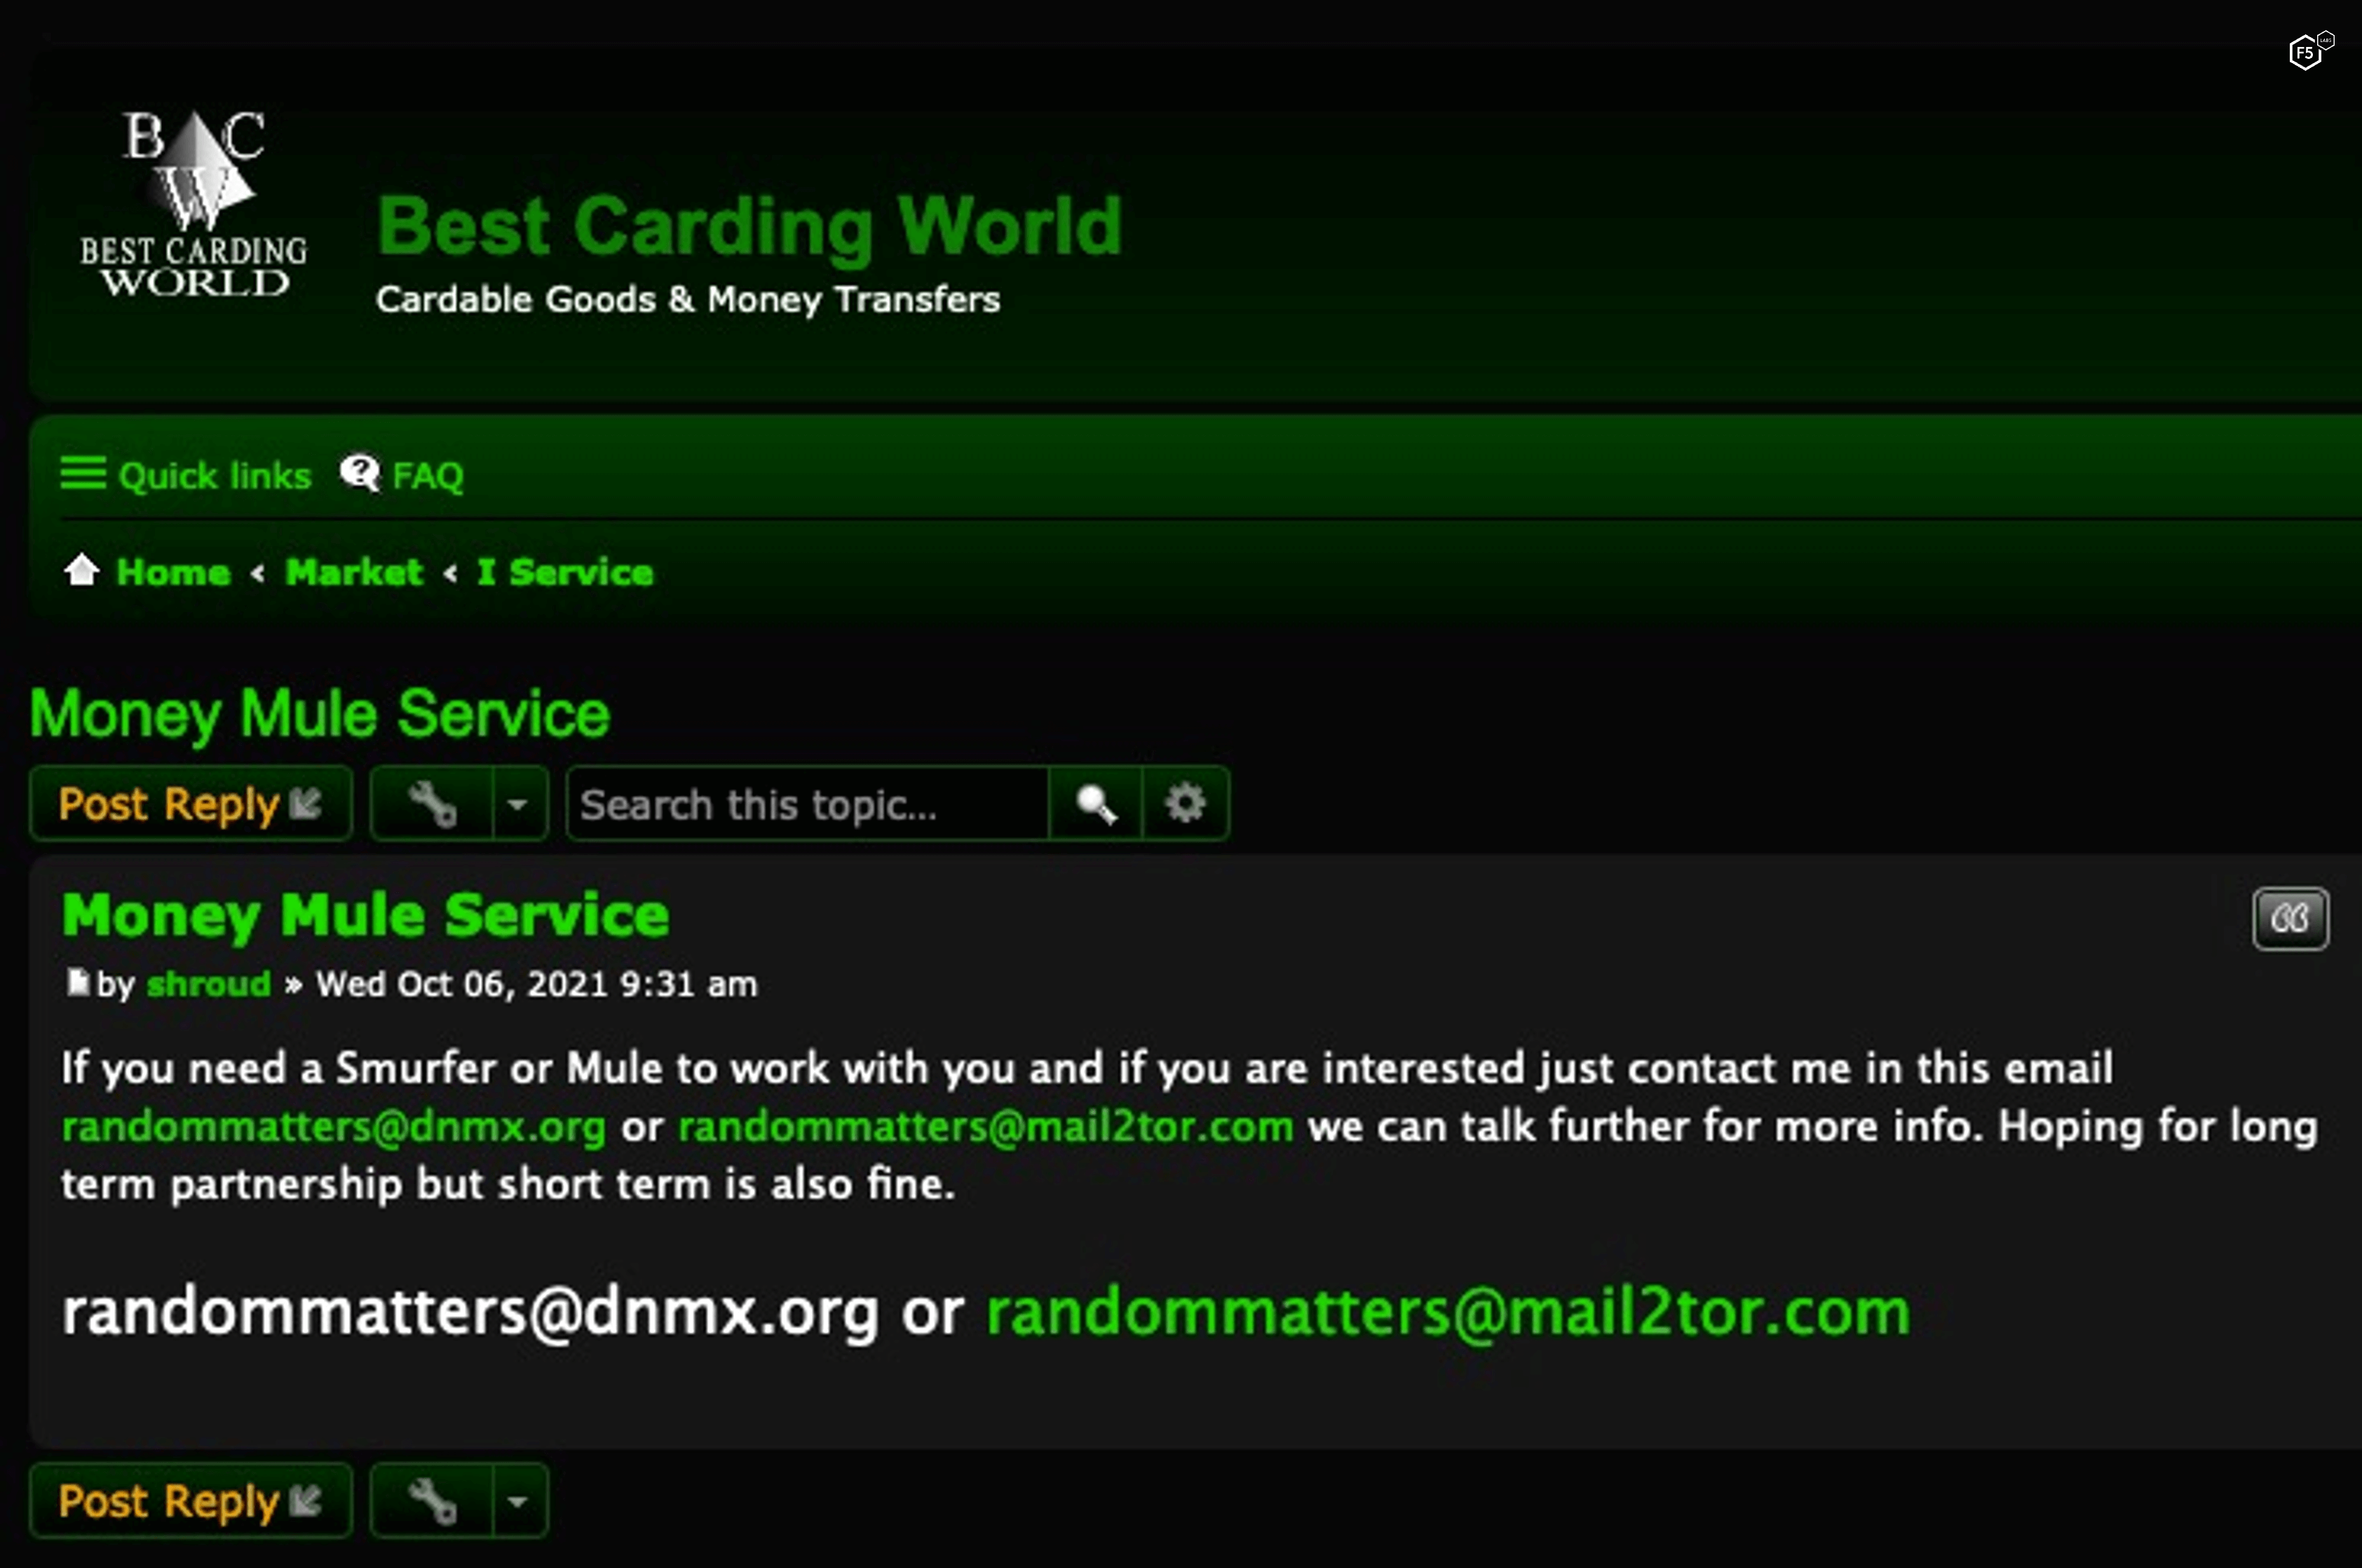 F5 LABS
B C
W
BEST CARDING
WORLD
Best Carding World
Cardable Goods & Money Transfers
Quick links FAQ
Home ‹ Market ‹ I Service
Money Mule Service
Post Reply
Search this topic...
Money Mule Service
by shroud » Wed Oct 06, 2021 9:31 am
If you need a Smurfer or Mule to work with you and if you are interested just contact me in this email
randommatters@dnmx.org or randommatters@mail2tor.com we can talk further for more info. Hoping for long
term partnership but short term is also fine.
randommatters@dnmx.org or randommatters@mail2tor.com
Post Reply